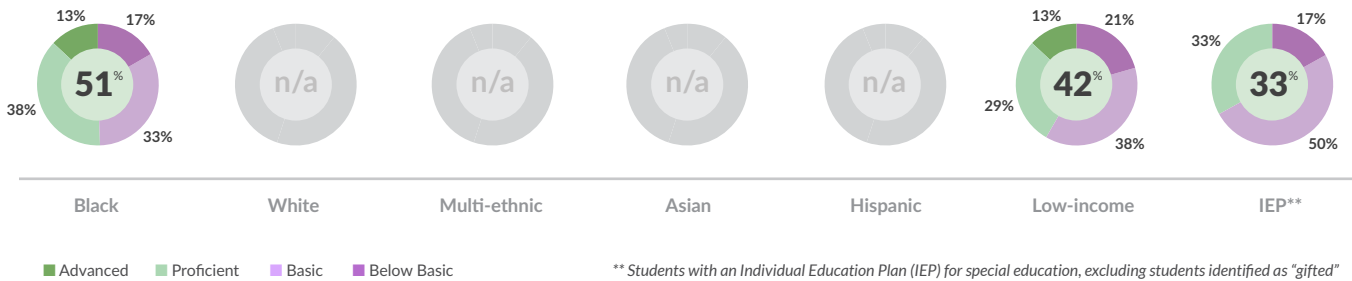 13% 17%
51%
38%
33%
n/a
n/a
n/a
n/a
13% 21%
42%
29%
38%
17%
33%
33%
50%
Black White Multi-ethnic Asian Hispanic Low-income IEP**
Advanced Proficient Basic Below Basic
** Students with an Individual Education Plan (IEP) for special education, excluding students identified as “gifted”